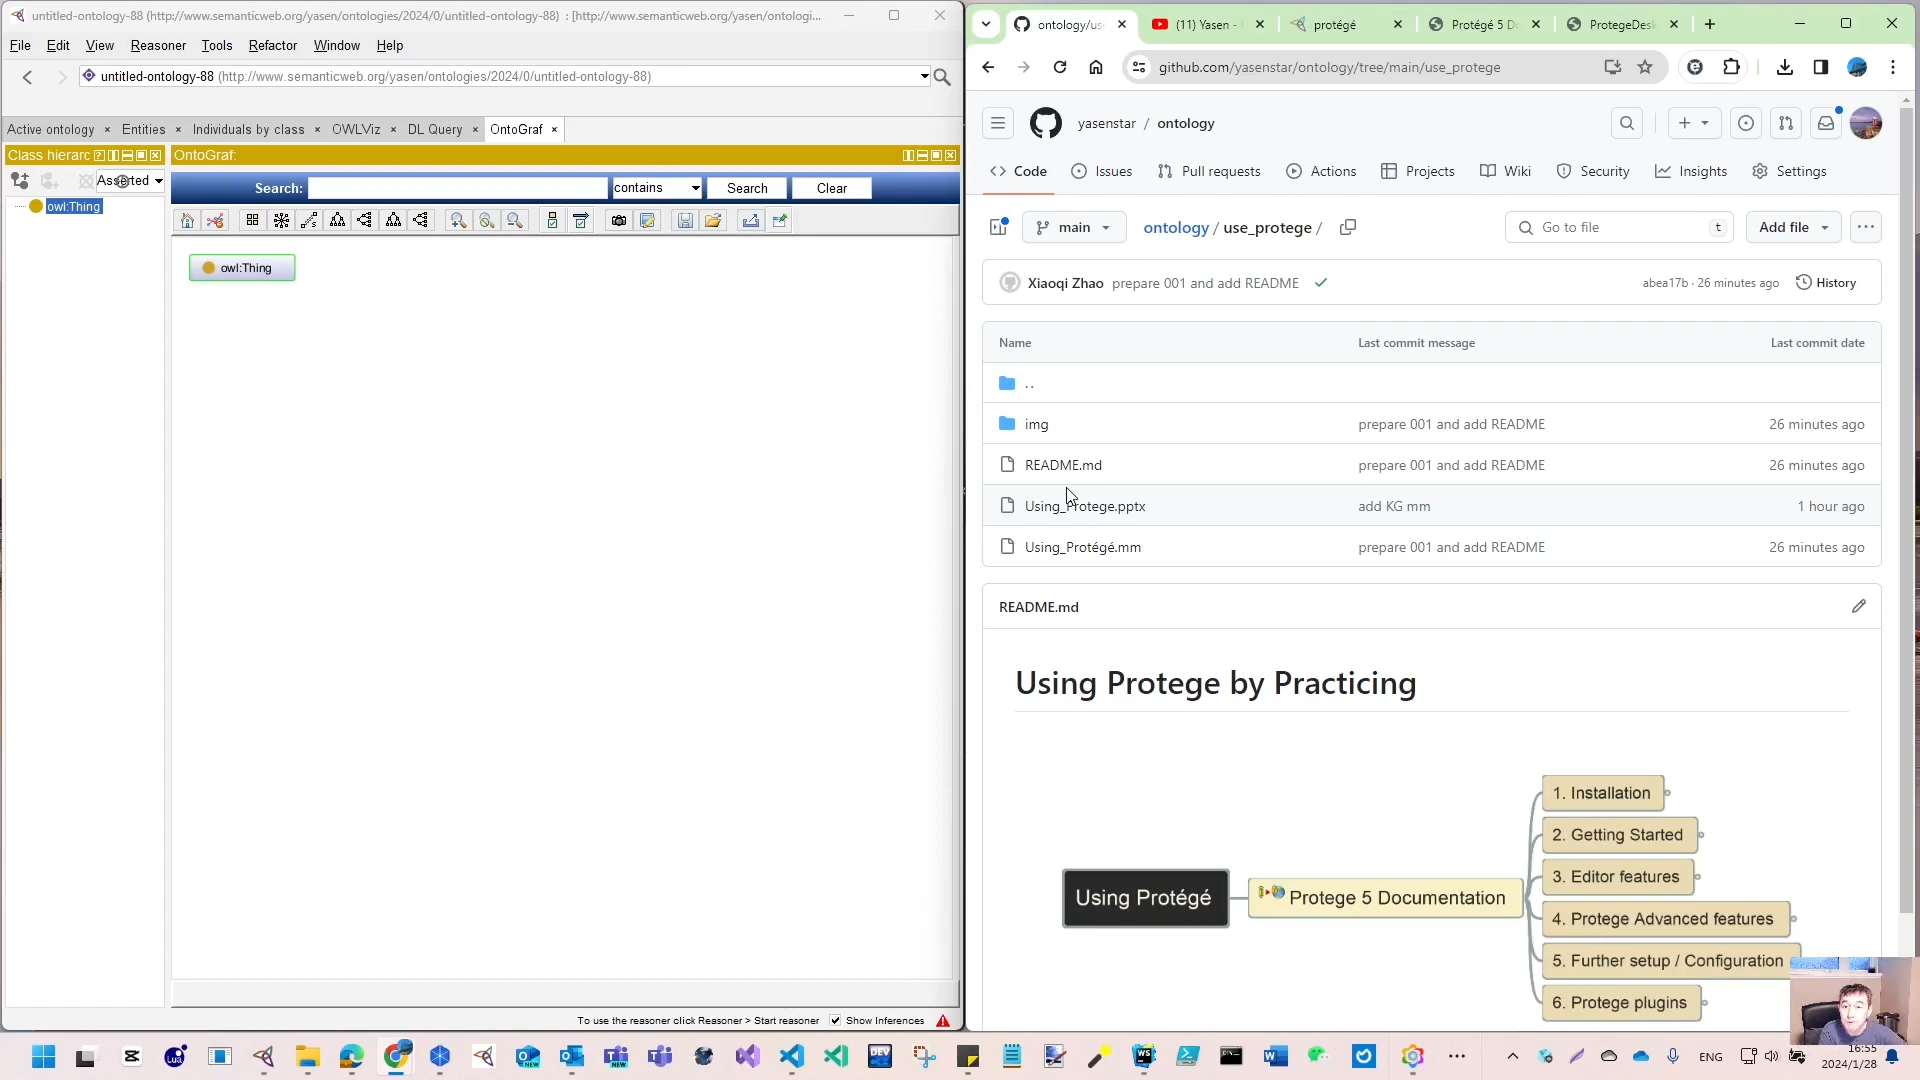 untitled-ontology-88 (http://www.semanticweb.org/yasen/ontologies/2024/0/untitled-ontology-88) : [http://www.semanticweb.org/yasen/ontologi...
File Edit View Reasoner Tools Refactor Window Help
untitled-ontology-88 (http://www.semanticweb.org/yasen/ontologies/2024/0/untitled-ontology-88)
Active ontology × Entities × Individuals by class × OWLViz × DL Query × OntoGraf ×
Class hierarc
Asserted
owl:Thing
OntoGraf:
Search: contains Search Clear
owl:Thing
To use the reasoner click Reasoner > Start reasoner Show Inferences
ontology/us (11) Yasen - protégé Protégé 5 D ProtegeDesk
github.com/yasenstar/ontology/tree/main/use_protege
yasenstar / ontology
Code Issues Pull requests Actions Projects Wiki Security Insights Settings
main ontology / use_protege / Go to file t Add file
Xiaoqi Zhao prepare 001 and add README abea17b · 26 minutes ago History
Name Last commit message Last commit date
..
img prepare 001 and add README 26 minutes ago
README.md prepare 001 and add README 26 minutes ago
Using_Protege.pptx add KG mm 1 hour ago
Using_Protégé.mm prepare 001 and add README 26 minutes ago
README.md
Using Protege by Practicing
Using Protégé
Protege 5 Documentation
1. Installation
2. Getting Started
3. Editor features
4. Protege Advanced features
5. Further setup / Configuration
6. Protege plugins
ENG
16:55
2024/1/28